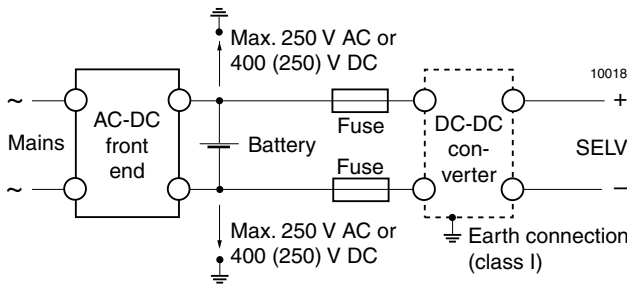 Max. 250 V AC or
400 (250) V DC
10018
~
+
AC-DC
front
end
Fuse
DC-DC
con-
verter
Mains
Battery
SELV
Fuse
~
–
Max. 250 V AC or
400 (250) V DC
Earth connection
(class I)